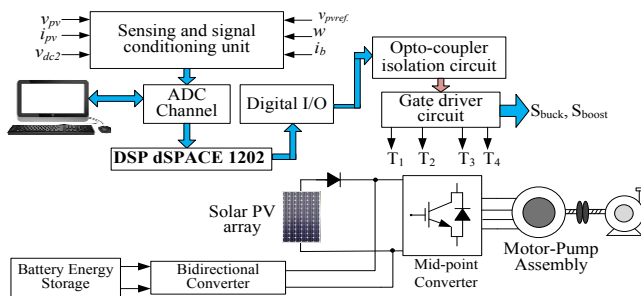 v_pv
i_pv
v_dc2
Sensing and signal
conditioning unit
v_pvref.
w
i_b
Opto-coupler
isolation circuit
ADC
Channel
Digital I/O
Gate driver
circuit
S_buck, S_boost
DSP dSPACE 1202
T_1 T_2 T_3 T_4
Solar PV
array
Mid-point
Converter
Motor-Pump
Assembly
Battery Energy
Storage
Bidirectional
Converter